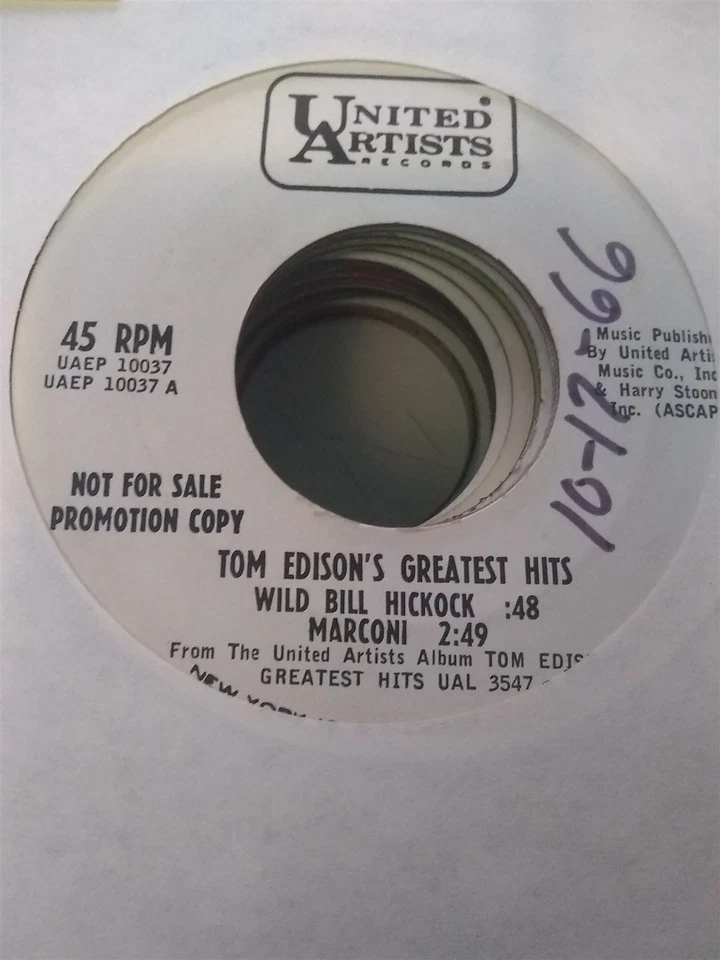 UNITED
ARTISTS
RECORDS
45 RPM
UAEP 10037
UAEP 10037 A
Music Publish
By United Arti
Music Co., Inc
& Harry Stoon
Inc. (ASCAP
10-12-66
NOT FOR SALE
PROMOTION COPY
TOM EDISON'S GREATEST HITS
WILD BILL HICKOCK :48
MARCONI 2:49
From The United Artists Album TOM EDIS
GREATEST HITS UAL 3547
NEW YORK